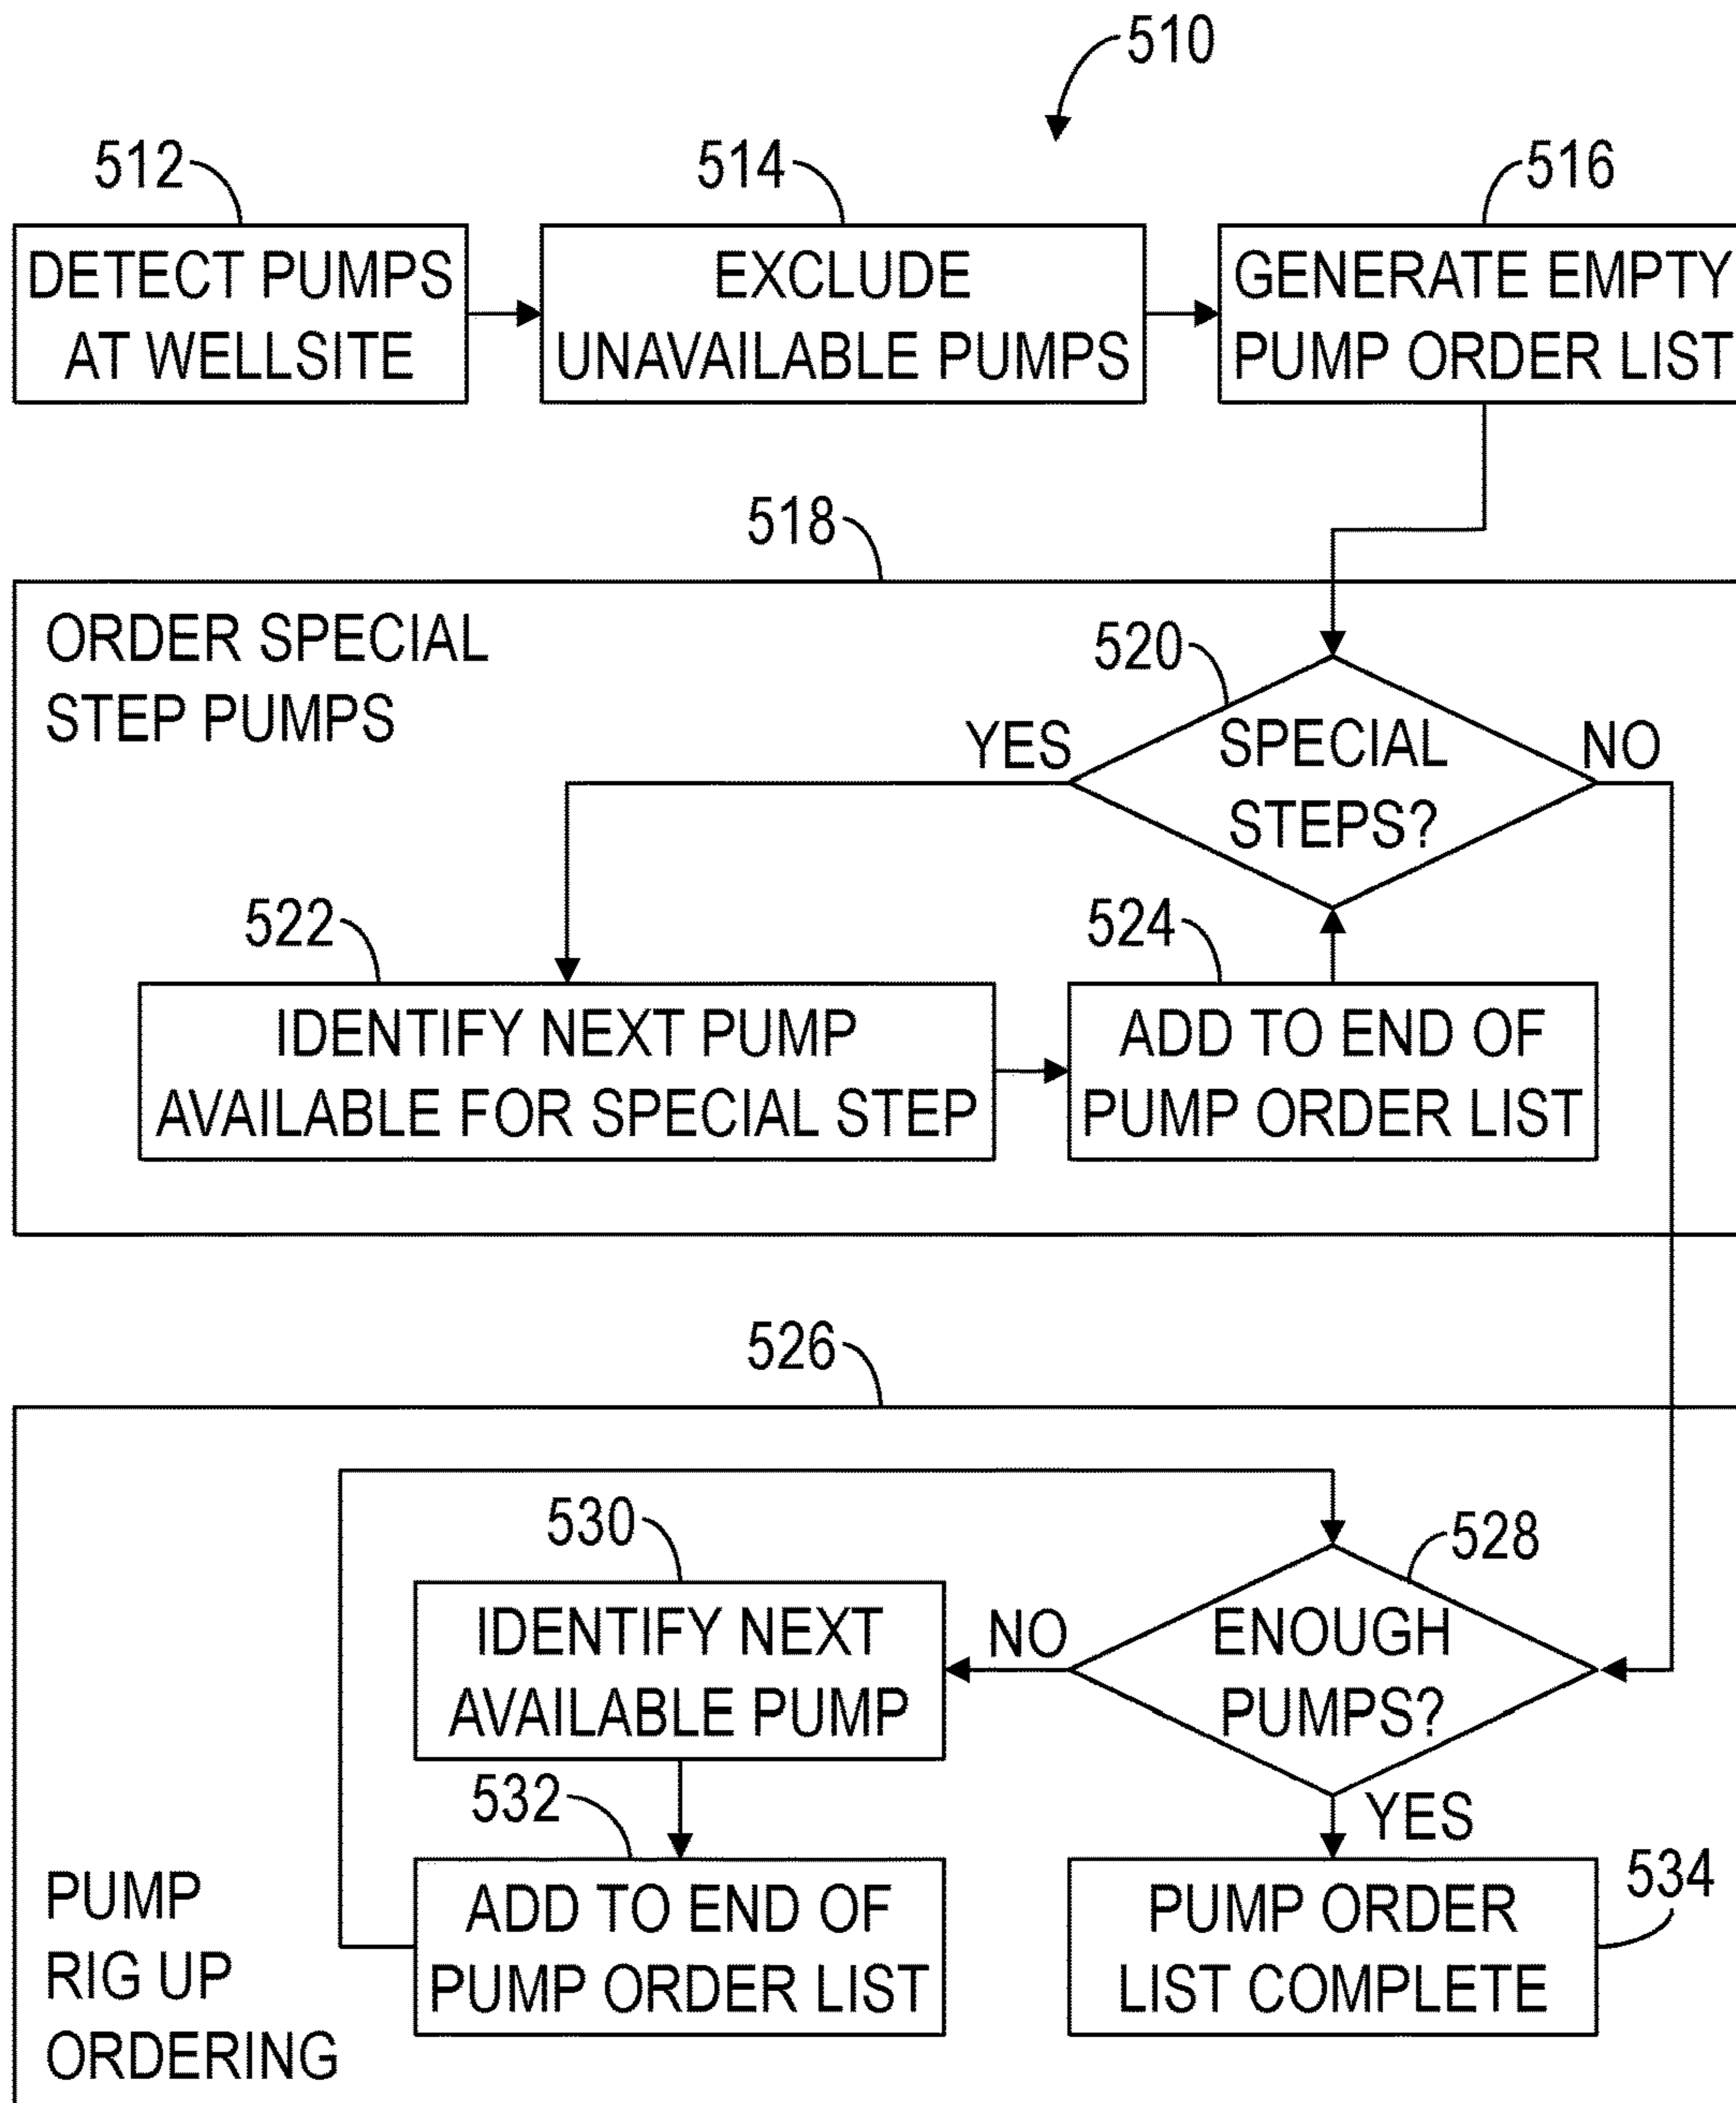 510
512
514
516
DETECT PUMPS
AT WELLSITE
EXCLUDE
UNAVAILABLE PUMPS
GENERATE EMPTY
PUMP ORDER LIST
518
ORDER SPECIAL
STEP PUMPS
520
YES
SPECIAL
STEPS?
NO
522
524
IDENTIFY NEXT PUMP
AVAILABLE FOR SPECIAL STEP
ADD TO END OF
PUMP ORDER LIST
526
530
528
IDENTIFY NEXT
AVAILABLE PUMP
NO
ENOUGH
PUMPS?
532
YES
534
ADD TO END OF
PUMP ORDER LIST
PUMP ORDER
LIST COMPLETE
PUMP
RIG UP
ORDERING